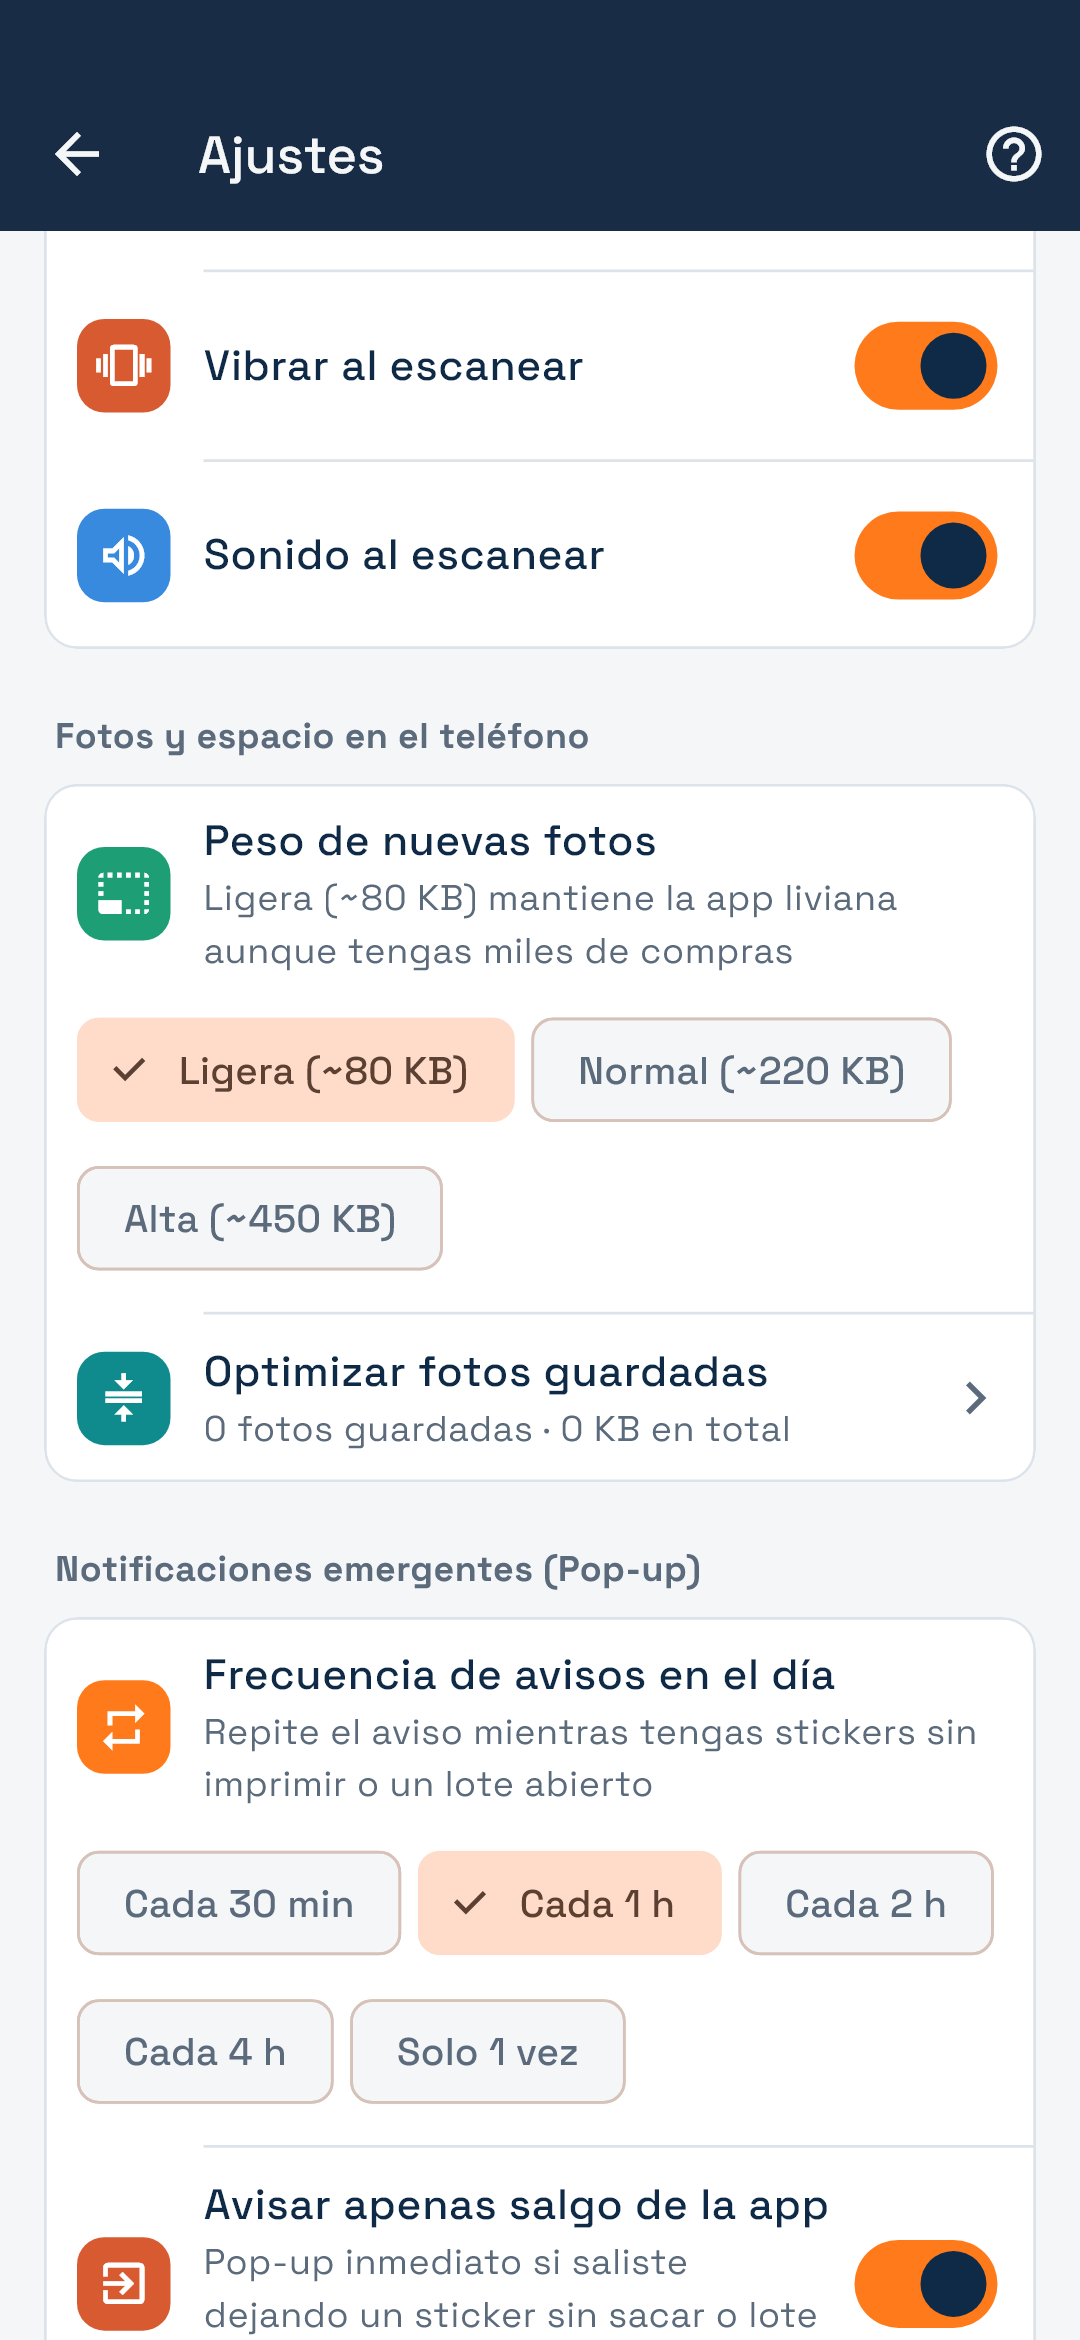 Ajustes
Vibrar al escanear
Sonido al escanear
Fotos y espacio en el teléfono
Peso de nuevas fotos
Ligera (~80 KB) mantiene la app liviana
aunque tengas miles de compras
Ligera (~80 KB)
Normal (~220 KB)
Alta (~450 KB)
Optimizar fotos guardadas
0 fotos guardadas · 0 KB en total
Notificaciones emergentes (Pop-up)
Frecuencia de avisos en el día
Repite el aviso mientras tengas stickers sin
imprimir o un lote abierto
Cada 30 min
Cada 1 h
Cada 2 h
Cada 4 h
Solo 1 vez
Avisar apenas salgo de la app
Pop-up inmediato si saliste
dejando un sticker sin sacar o lote